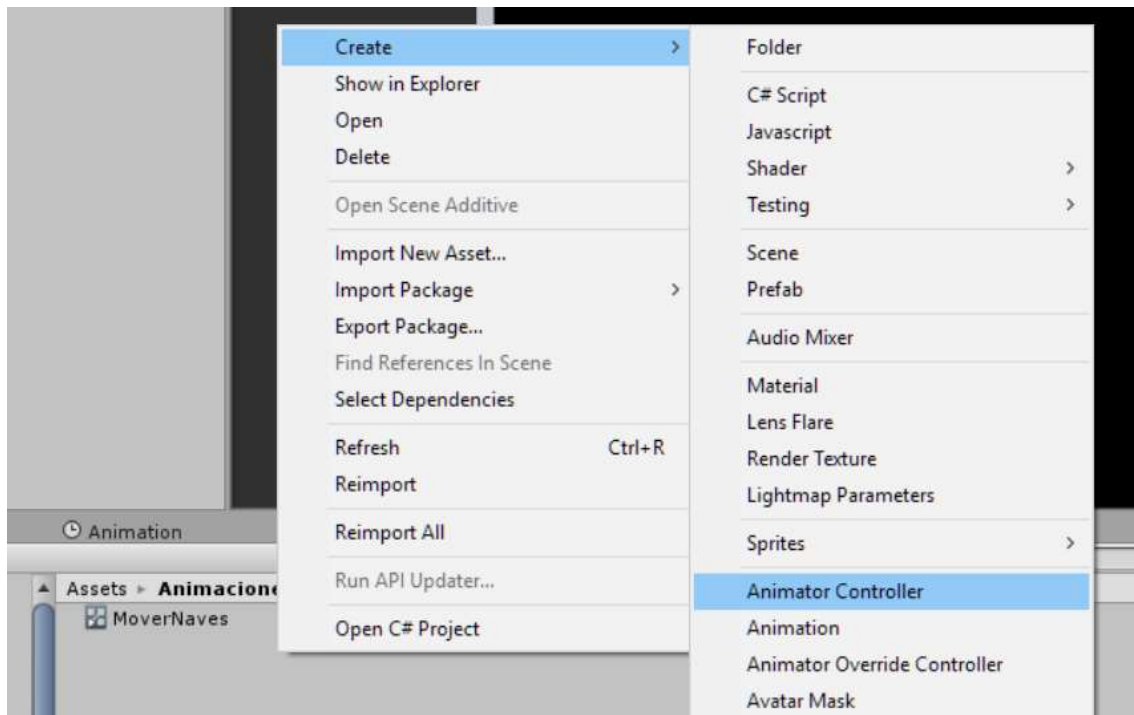 Create
Show in Explorer
Open
Delete
Open Scene Additive
Import New Asset...
Import Package
Export Package...
Find References In Scene
Select Dependencies
Refresh Ctrl+R
Reimport
Reimport All
Run API Updater...
Open C# Project
Folder
C# Script
Javascript
Shader
Testing
Scene
Prefab
Audio Mixer
Material
Lens Flare
Render Texture
Lightmap Parameters
Sprites
Animator Controller
Animation
Animator Override Controller
Avatar Mask
Animation
Assets ▸ Animacione
MoverNaves